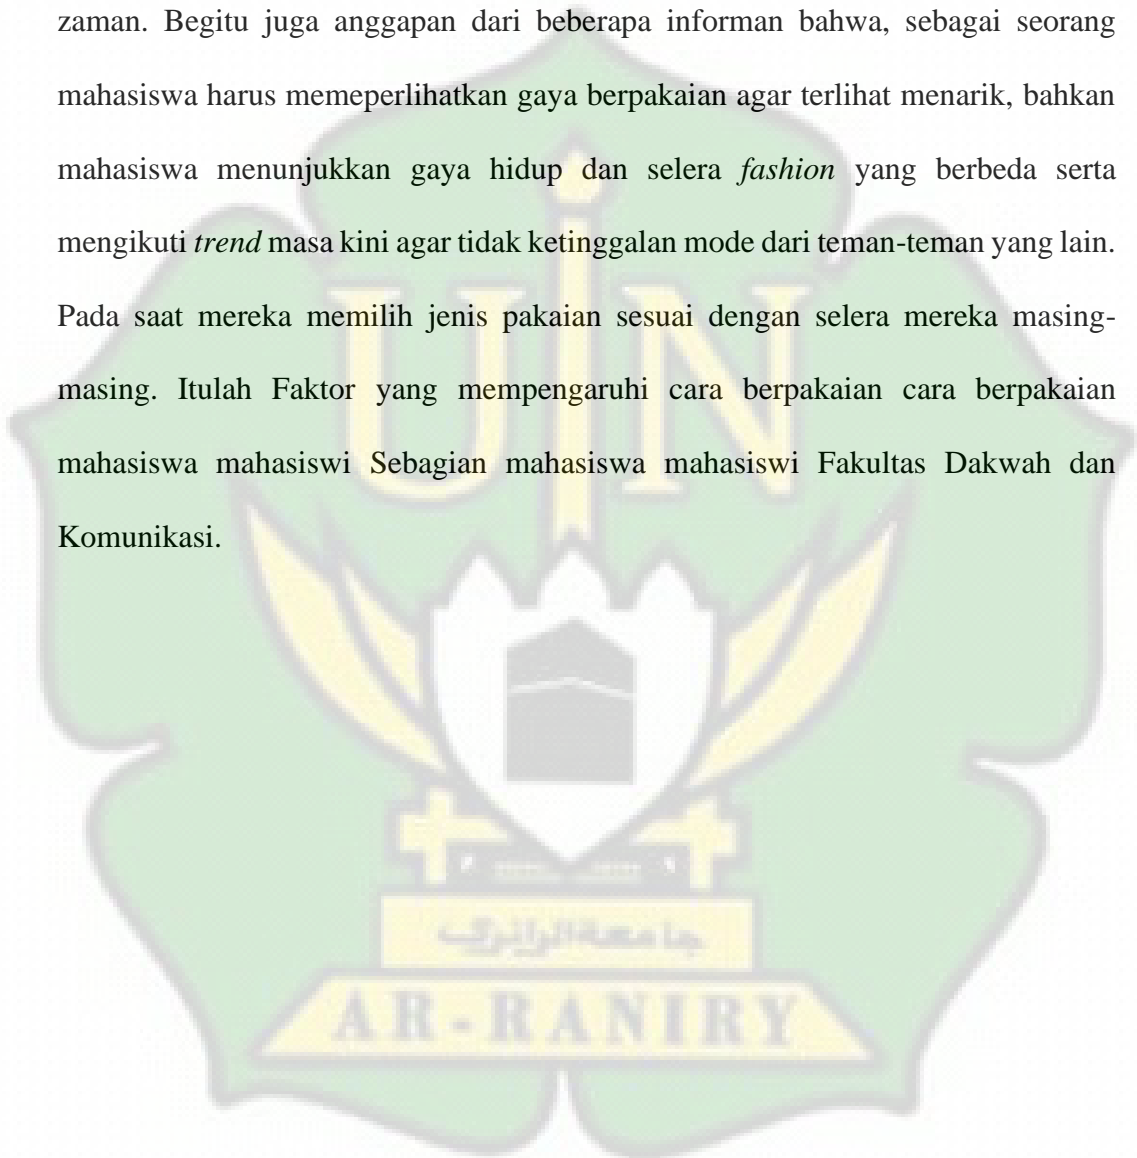 zaman. Begitu juga anggapan dari beberapa informan bahwa, sebagai seorang
mahasiswa harus memeperlihatkan gaya berpakaian agar terlihat menarik, bahkan
mahasiswa menunjukkan gaya hidup dan selera fashion yang berbeda serta
mengikuti trend masa kini agar tidak ketinggalan mode dari teman-teman yang lain.
Pada saat mereka memilih jenis pakaian sesuai dengan selera mereka masing-
masing. Itulah Faktor yang mempengaruhi cara berpakaian cara berpakaian
mahasiswa mahasiswi Sebagian mahasiswa mahasiswi Fakultas Dakwah dan
Komunikasi.
UIN
جامعة الرانري
AR-RANIRY